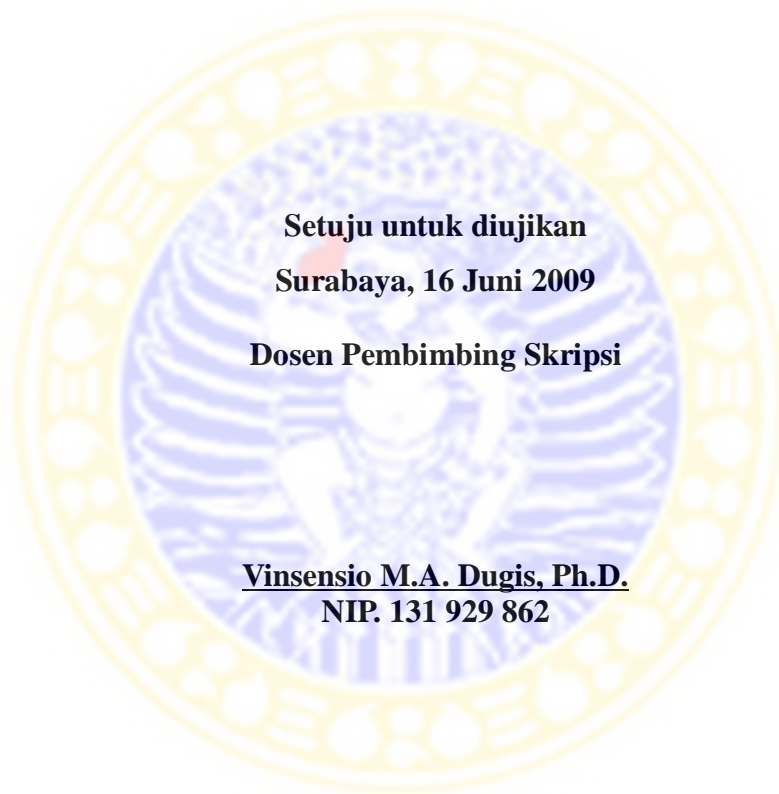 Setuju untuk diujikan
Surabaya, 16 Juni 2009
Dosen Pembimbing Skripsi
Vinsensio M.A. Dugis, Ph.D.
NIP. 131 929 862